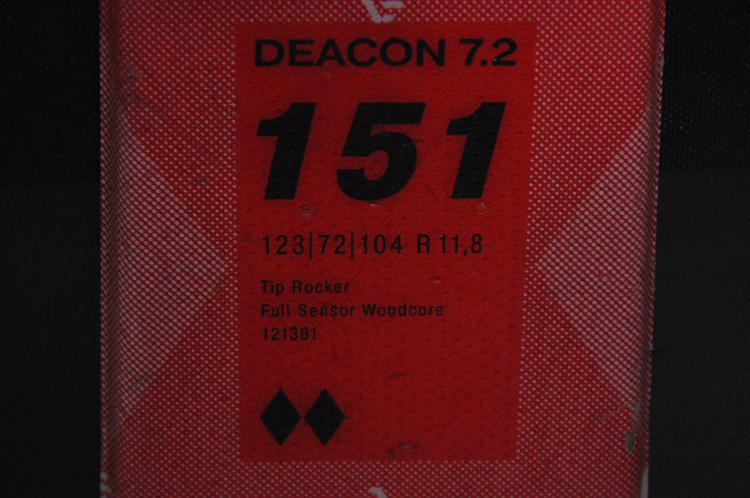 DEACON 7.2
151
123|72|104 R 11,8
Tip Rocker
Full Sensor Woodcore
121361